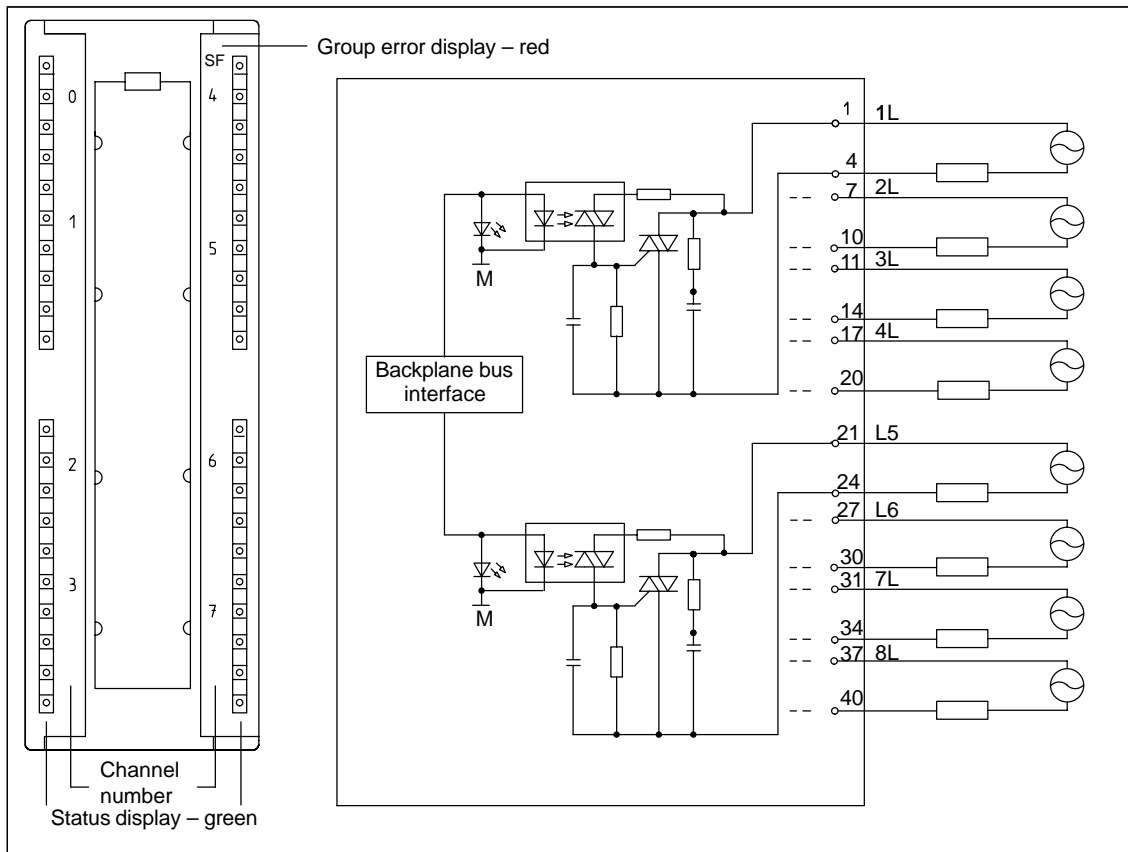 Group error display – red
SF
0
4
1
5
2
6
3
7
Channel
number
Status display – green
Backplane bus
interface
M
M
1 1L
4
7 2L
10
11 3L
14
17 4L
20
21 L5
24
27 L6
30
31 7L
34
37 8L
40